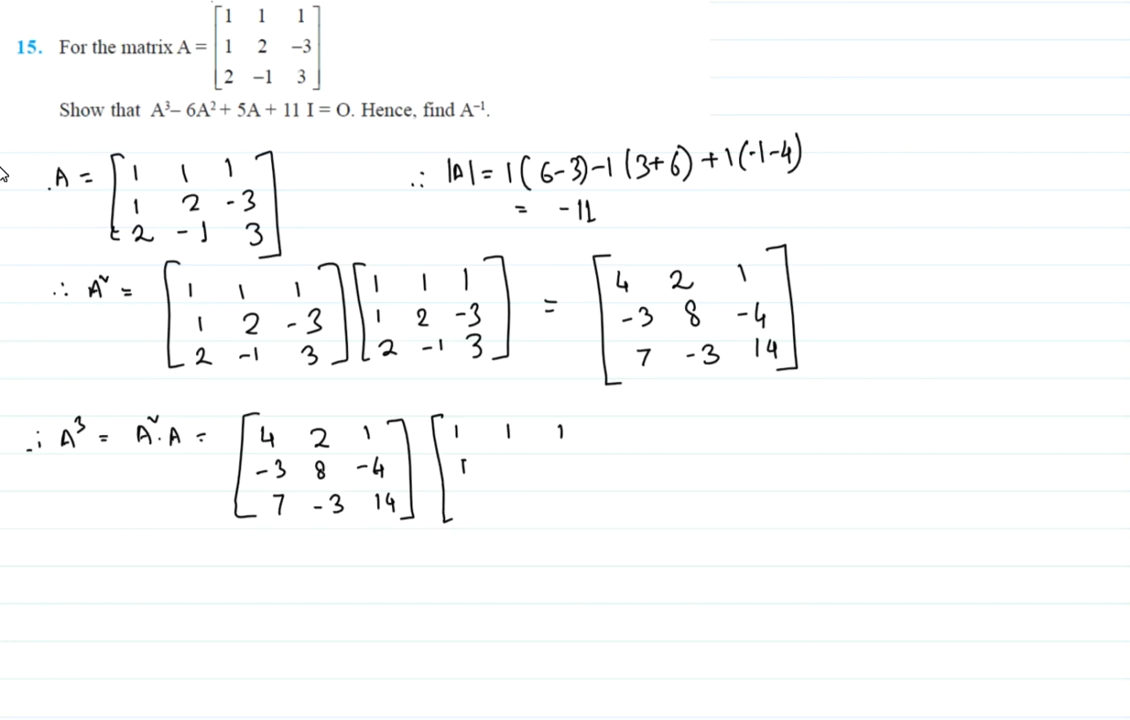 15. For the matrix A = [1 1 1
1 2 –3
2 –1 3]
Show that A³– 6A² + 5A + 11 I = O. Hence, find A⁻¹.
.A = [1 1 1
1 2 -3
2 -1 3]
∴ |A| = 1(6-3)-1(3+6)+1(-1-4)
= -11
∴ A² = [1 1 1
1 2 -3
2 -1 3] [1 1 1
1 2 -3
2 -1 3] = [4 2 1
-3 8 -4
7 -3 14]
∴ A³ = A².A = [4 2 1
-3 8 -4
7 -3 14] [1 1 1
1